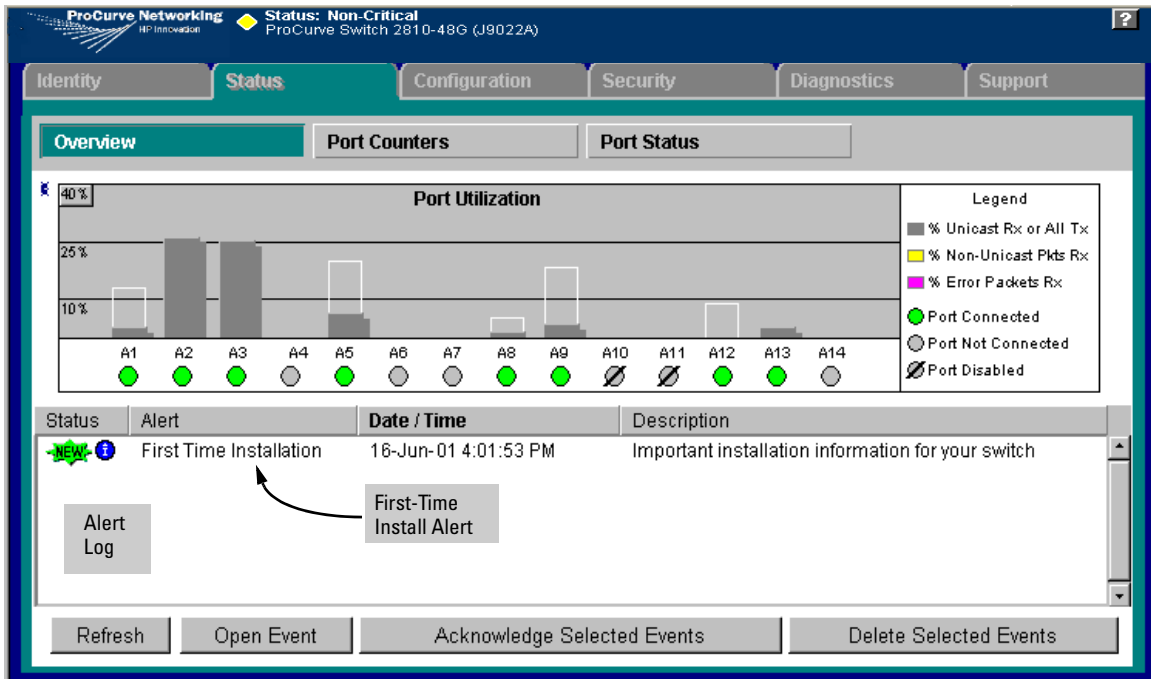 ProCurve Networking
HP Innovation
Status: Non-Critical
ProCurve Switch 2810-48G (J9022A)
?
Identity
Status
Configuration
Security
Diagnostics
Support
Overview
Port Counters
Port Status
40%
Port Utilization
25%
10%
A1 A2 A3 A4 A5 A6 A7 A8 A9 A10 A11 A12 A13 A14
Legend
% Unicast Rx or All Tx
% Non-Unicast Pkts Rx
% Error Packets Rx
Port Connected
Port Not Connected
Port Disabled
Status Alert Date / Time Description
NEW! i First Time Installation 16-Jun-01 4:01:53 PM Important installation information for your switch
First-Time
Install Alert
Alert
Log
Refresh
Open Event
Acknowledge Selected Events
Delete Selected Events